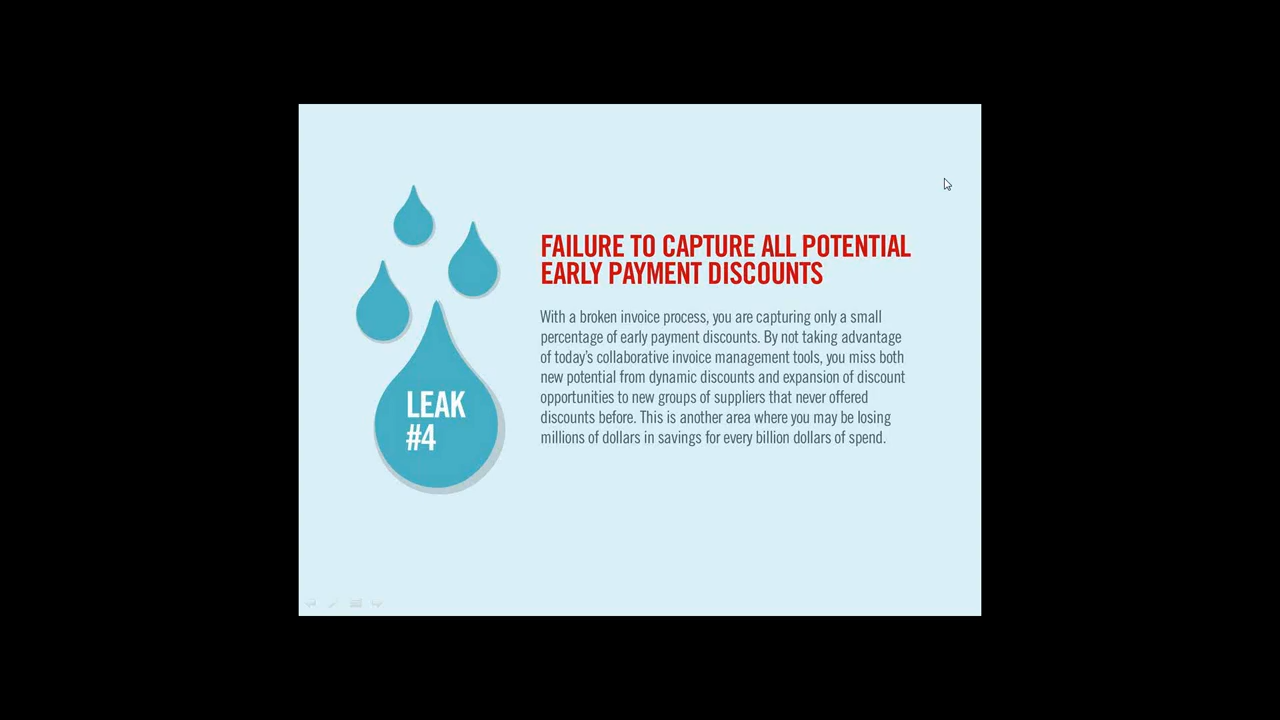 FAILURE TO CAPTURE ALL POTENTIAL
EARLY PAYMENT DISCOUNTS
With a broken invoice process, you are capturing only a small
percentage of early payment discounts. By not taking advantage
of today's collaborative invoice management tools, you miss both
new potential from dynamic discounts and expansion of discount
opportunities to new groups of suppliers that never offered
discounts before. This is another area where you may be losing
millions of dollars in savings for every billion dollars of spend.
LEAK
#4